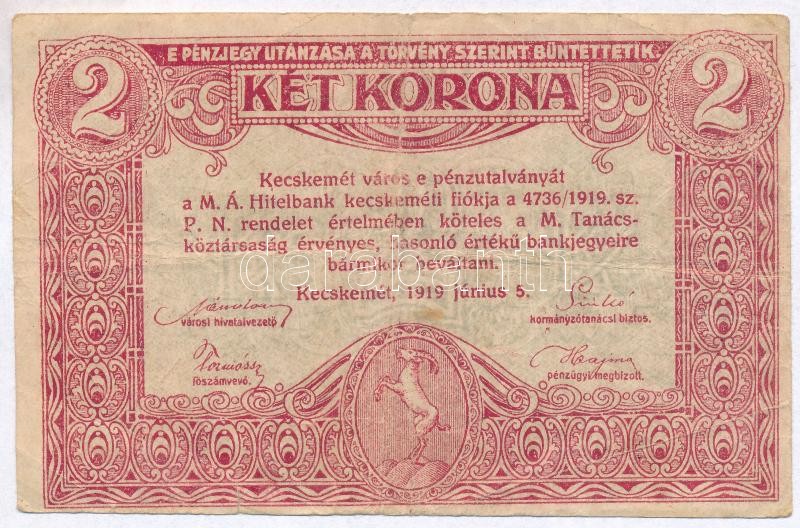 E PÉNZJEGY UTÁNZÁSA A TÖRVÉNY SZERINT BÜNTETTETIK.
2 KÉT KORONA 2
Kecskemét város e pénzutalványát
a M. Á. Hitelbank kecskeméti fiókja a 4736/1919. sz.
P. N. rendelet értelmében köteles a M. Tanács-
köztársaság érvényes, hasonló értékű bankjegyeire
bármikor beváltani.
Kecskemét, 1919 június 5.
városi hivatalvezető
kormányzótanácsi biztos.
főszámvevő.
pénzügyi megbízott.
darabanth